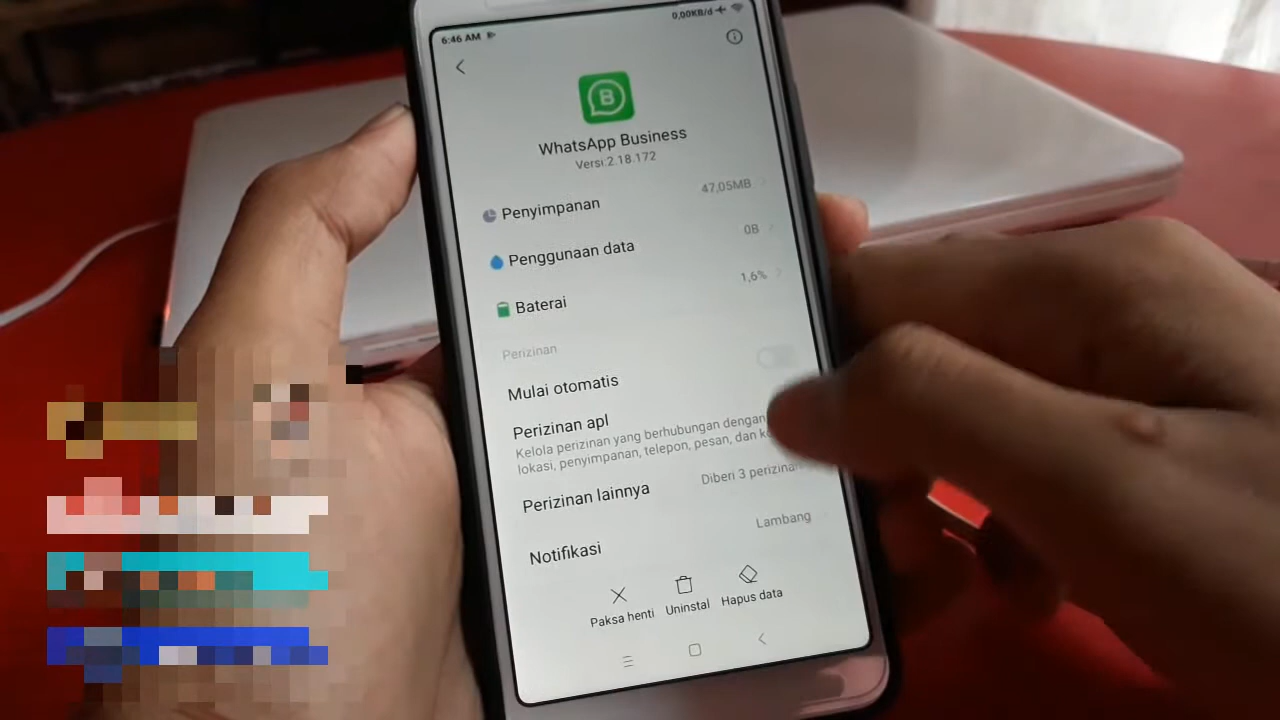 6:46 AM
0,00KB/d
WhatsApp Business
Versi:2.18.172
Penyimpanan 47,05MB
Penggunaan data 0B
Baterai 1,6%
Perizinan
Mulai otomatis
Perizinan apl
Kelola perizinan yang berhubungan dengan
lokasi, penyimpanan, telepon, pesan, dan
Perizinan lainnya Diberi 3 perizinan
Notifikasi Lambang
Paksa henti Uninstal Hapus data